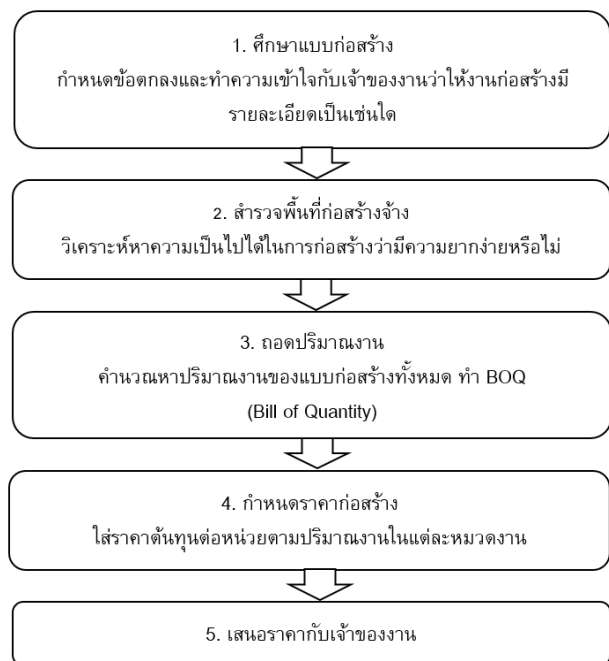 1. ศึกษาแบบก่อสร้าง
กำหนดข้อตกลงและทำความเข้าใจกับเจ้าของงานว่าให้งานก่อสร้างมี
รายละเอียดเป็นเช่นใด
2. สำรวจพื้นที่ก่อสร้างจ้าง
วิเคราะห์หาความเป็นไปได้ในการก่อสร้างว่ามีความยากง่ายหรือไม่
3. ถอดปริมาณงาน
คำนวณหาปริมาณงานของแบบก่อสร้างทั้งหมด ทำ BOQ
(Bill of Quantity)
4. กำหนดราคาก่อสร้าง
ใส่ราคาต้นทุนต่อหน่วยตามปริมาณงานในแต่ละหมวดงาน
5. เสนอราคากับเจ้าของงาน